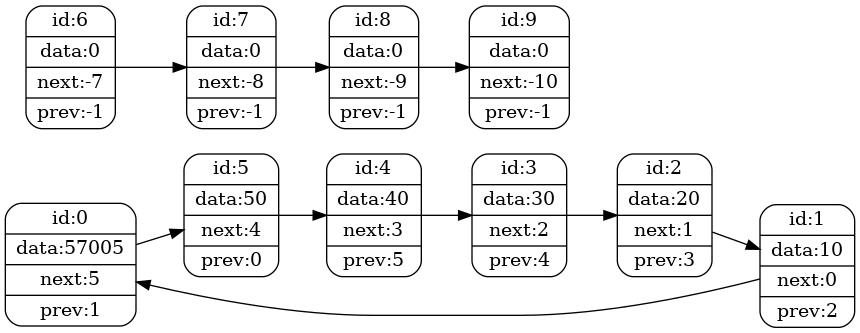 id:6
data:0
next:-7
prev:-1
id:7
data:0
next:-8
prev:-1
id:8
data:0
next:-9
prev:-1
id:9
data:0
next:-10
prev:-1
id:0
data:57005
next:5
prev:1
id:5
data:50
next:4
prev:0
id:4
data:40
next:3
prev:5
id:3
data:30
next:2
prev:4
id:2
data:20
next:1
prev:3
id:1
data:10
next:0
prev:2